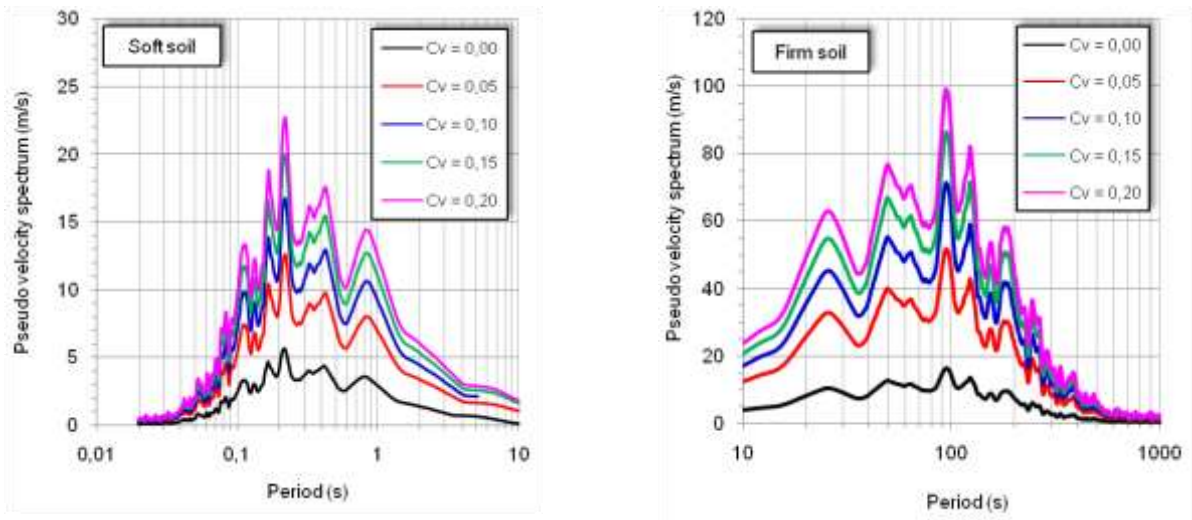 Soft soil
Cv = 0,00
Cv = 0,05
Cv = 0,10
Cv = 0,15
Cv = 0,20
30
25
20
15
10
5
0
0,01
0,1
1
10
Pseudo velocity spectrum (m/s)
Period (s)
Firm soil
Cv = 0,00
Cv = 0,05
Cv = 0,10
Cv = 0,15
Cv = 0,20
120
100
80
60
40
20
0
10
100
1000
Pseudo velocity spectrum (m/s)
Period (s)